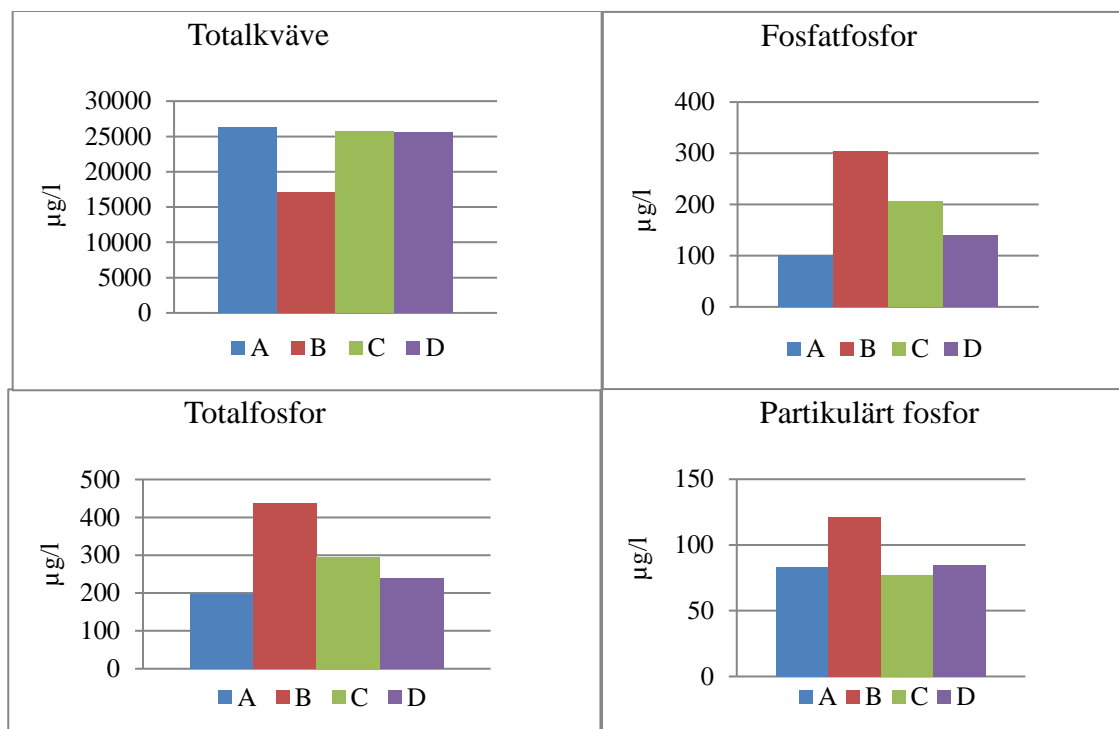 Totalkväve
30000
25000
20000
15000
10000
5000
0
µg/l
A B C D
Fosfatfosfor
400
300
200
100
0
µg/l
A B C D
Totalfosfor
500
400
300
200
100
0
µg/l
A B C D
Partikulärt fosfor
150
100
50
0
µg/l
A B C D